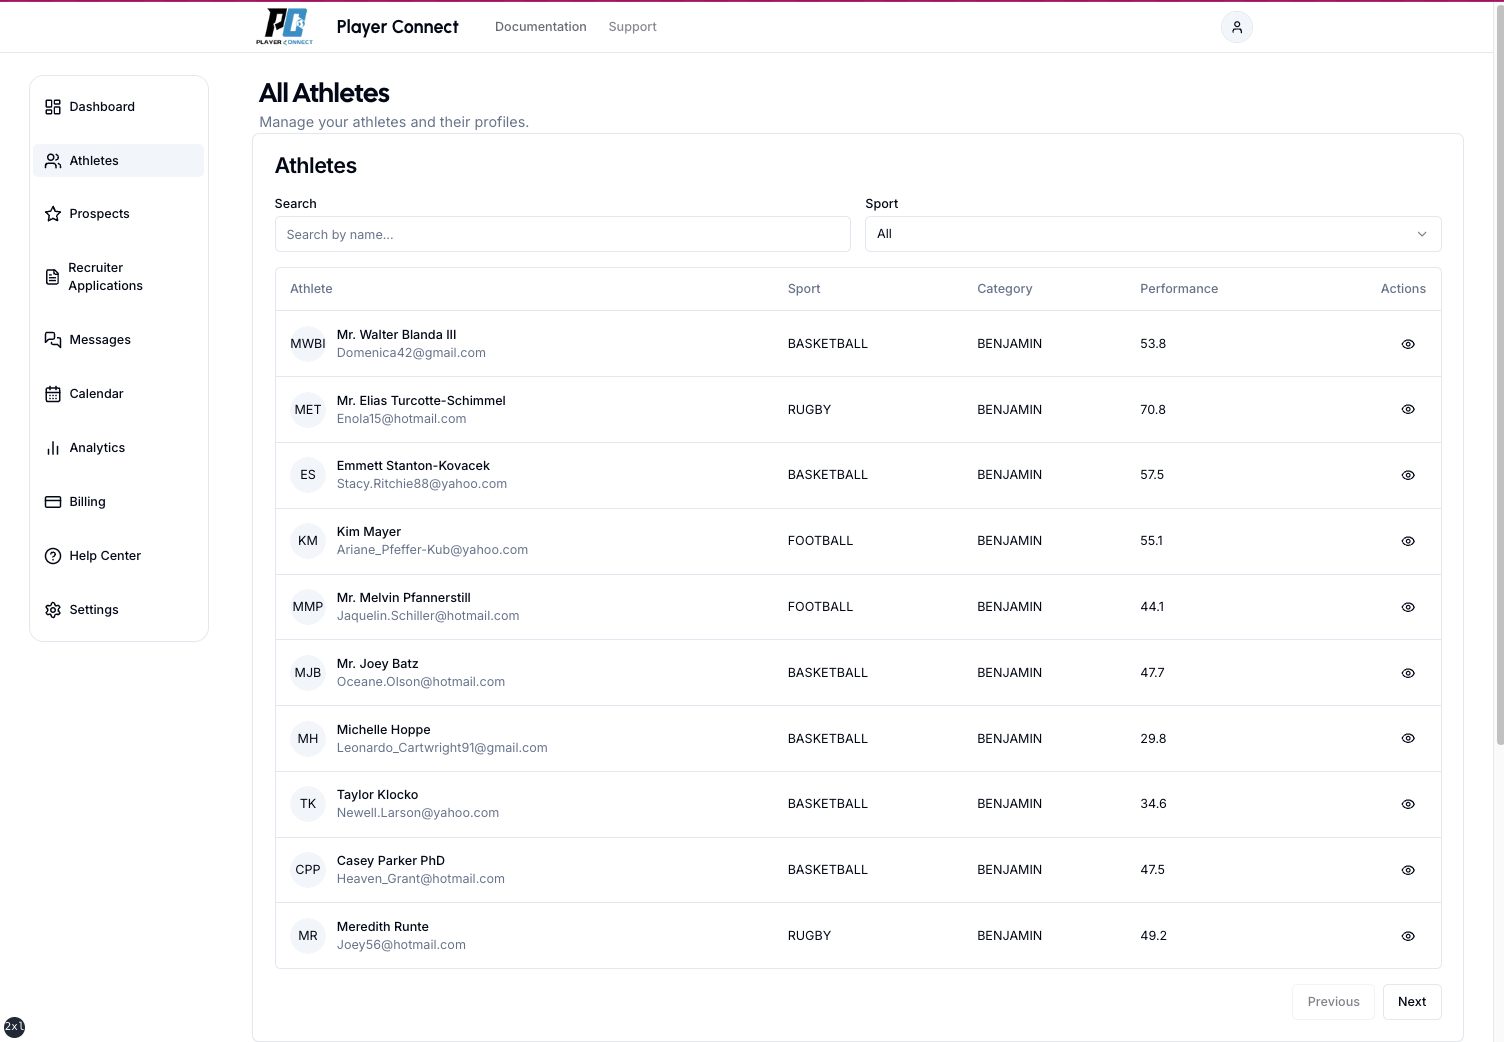 PLAYER CONNECT
Player Connect
Documentation
Support
Dashboard
Athletes
Prospects
Recruiter
Applications
Messages
Calendar
Analytics
Billing
Help Center
Settings
All Athletes
Manage your athletes and their profiles.
Athletes
Search
Search by name...
Sport
All
Athlete Sport Category Performance Actions
MWBI Mr. Walter Blanda III BASKETBALL BENJAMIN 53.8
Domenica42@gmail.com
MET Mr. Elias Turcotte-Schimmel RUGBY BENJAMIN 70.8
Enola15@hotmail.com
ES Emmett Stanton-Kovacek BASKETBALL BENJAMIN 57.5
Stacy.Ritchie88@yahoo.com
KM Kim Mayer FOOTBALL BENJAMIN 55.1
Ariane_Pfeffer-Kub@yahoo.com
MMP Mr. Melvin Pfannerstill FOOTBALL BENJAMIN 44.1
Jaquelin.Schiller@hotmail.com
MJB Mr. Joey Batz BASKETBALL BENJAMIN 47.7
Oceane.Olson@hotmail.com
MH Michelle Hoppe BASKETBALL BENJAMIN 29.8
Leonardo_Cartwright91@gmail.com
TK Taylor Klocko BASKETBALL BENJAMIN 34.6
Newell.Larson@yahoo.com
CPP Casey Parker PhD BASKETBALL BENJAMIN 47.5
Heaven_Grant@hotmail.com
MR Meredith Runte RUGBY BENJAMIN 49.2
Joey56@hotmail.com
Previous
Next
2xl